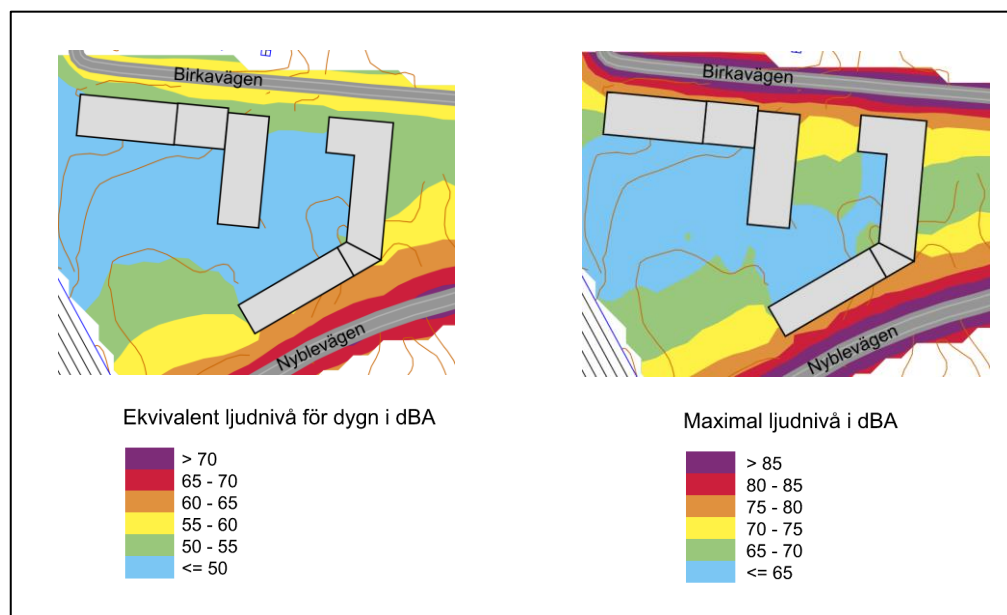 Birkavägen
Nyblevägen
Ekvivalent ljudnivå för dygn i dBA
> 70
65 - 70
60 - 65
55 - 60
50 - 55
<= 50
Birkavägen
Nyblevägen
Maximal ljudnivå i dBA
> 85
80 - 85
75 - 80
70 - 75
65 - 70
<= 65